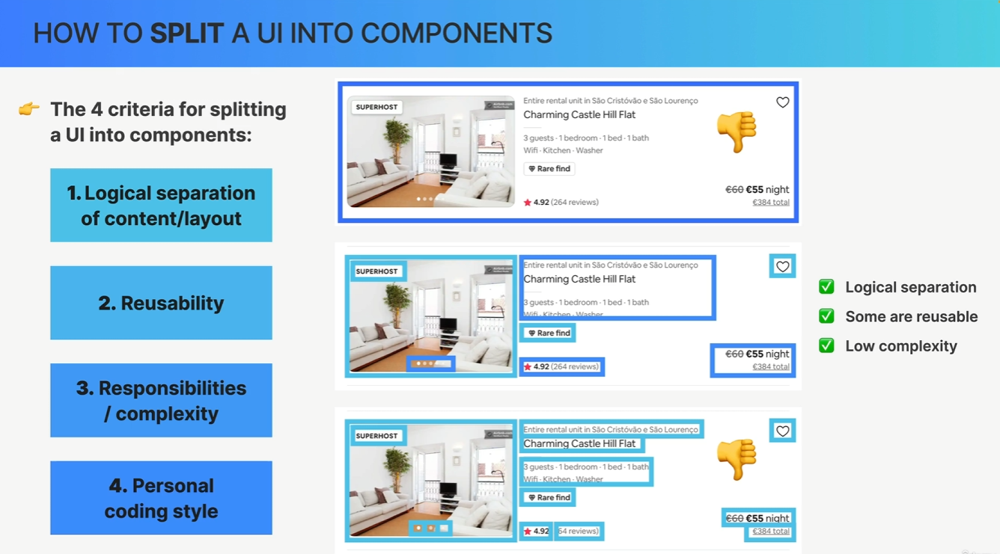 HOW TO SPLIT A UI INTO COMPONENTS
The 4 criteria for splitting
a UI into components:
1. Logical separation
of content/layout
2. Reusability
3. Responsibilities
/ complexity
4. Personal
coding style
SUPERHOST
Entire rental unit in São Cristóvão e São Lourenço
Charming Castle Hill Flat
3 guests · 1 bedroom · 1 bed · 1 bath
Wifi · Kitchen · Washer
Rare find
€60 €55 night
4.92 (264 reviews)
€384 total
SUPERHOST
Entire rental unit in São Cristóvão e São Lourenço
Charming Castle Hill Flat
3 guests · 1 bedroom · 1 bed · 1 bath
Wifi · Kitchen · Washer
Rare find
€60 €55 night
4.92 (264 reviews)
€384 total
Logical separation
Some are reusable
Low complexity
SUPERHOST
Entire rental unit in São Cristóvão e São Lourenço
Charming Castle Hill Flat
3 guests · 1 bedroom · 1 bed · 1 bath
Wifi · Kitchen · Washer
Rare find
€60 €55 night
4.92 64 reviews)
€384 total